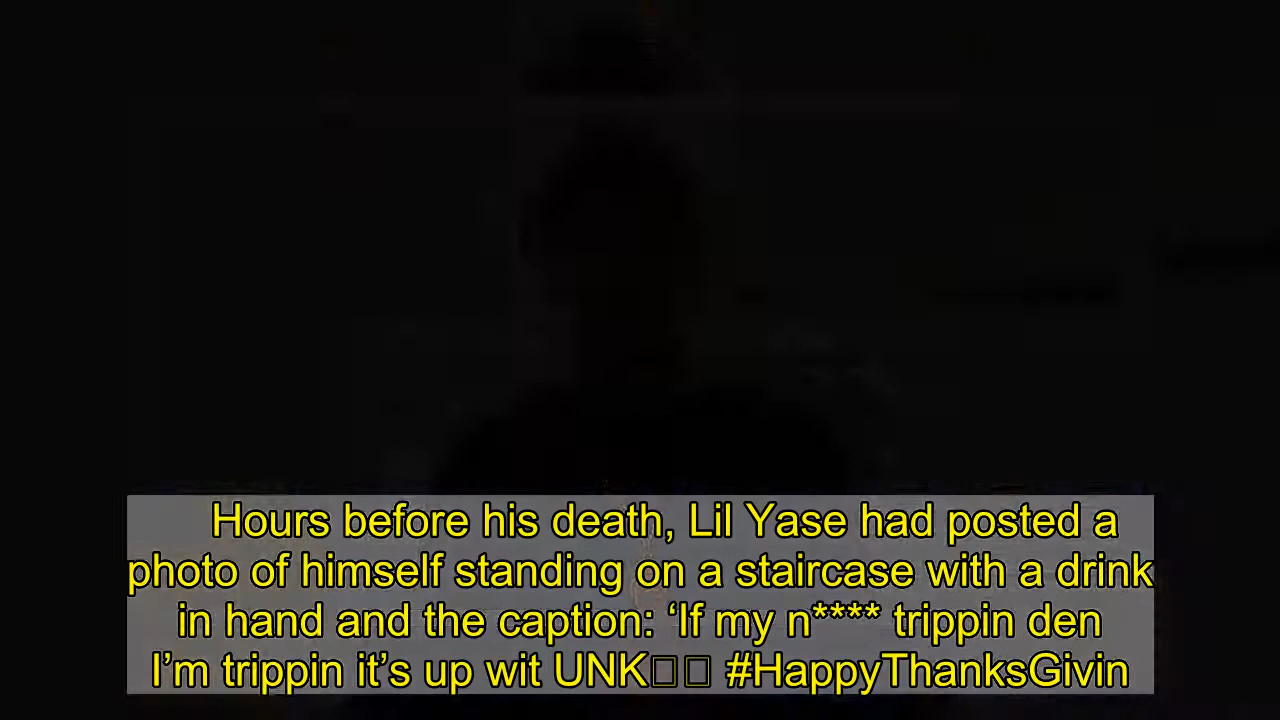 Hours before his death, Lil Yase had posted a
photo of himself standing on a staircase with a drink
in hand and the caption: ‘If my n**** trippin den
I’m trippin it’s up wit UNK□□ #HappyThanksGivin